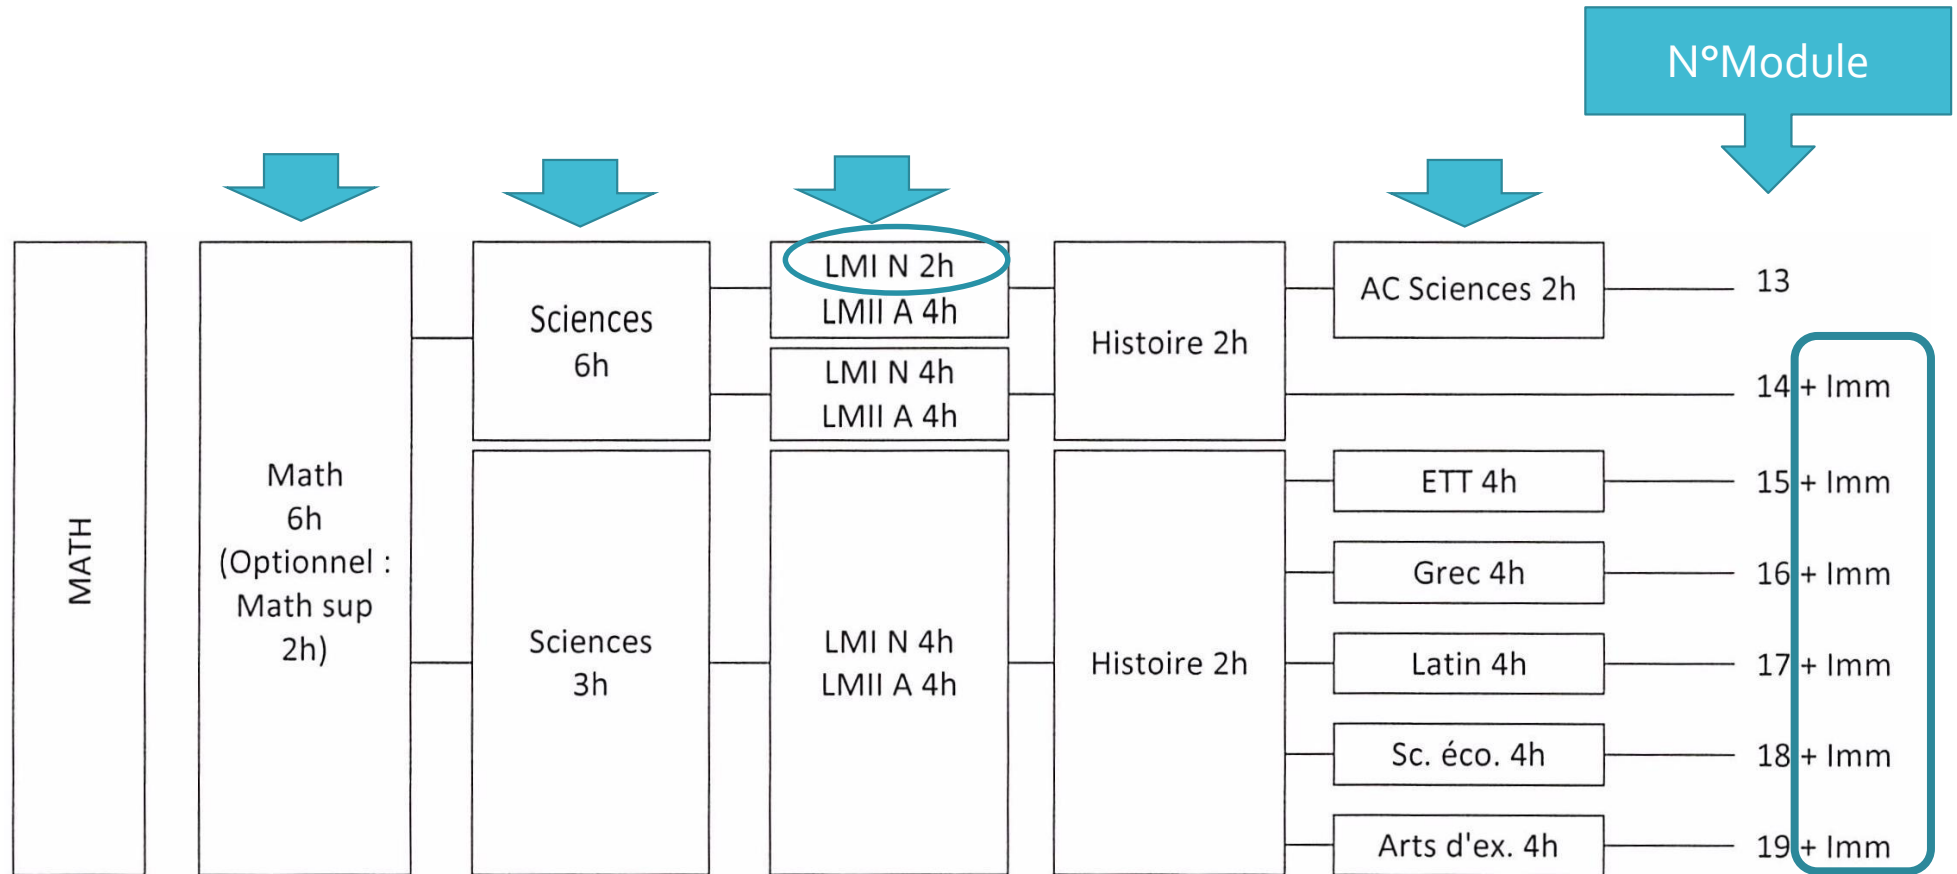 N°Module
MATH
Math
6h
(Optionnel :
Math sup
2h)
Sciences
6h
LMI N 2h
LMII A 4h
LMI N 4h
LMII A 4h
Histoire 2h
AC Sciences 2h
13
14 + Imm
Sciences
3h
LMI N 4h
LMII A 4h
Histoire 2h
ETT 4h
15 + Imm
Grec 4h
16 + Imm
Latin 4h
17 + Imm
Sc. éco. 4h
18 + Imm
Arts d'ex. 4h
19 + Imm